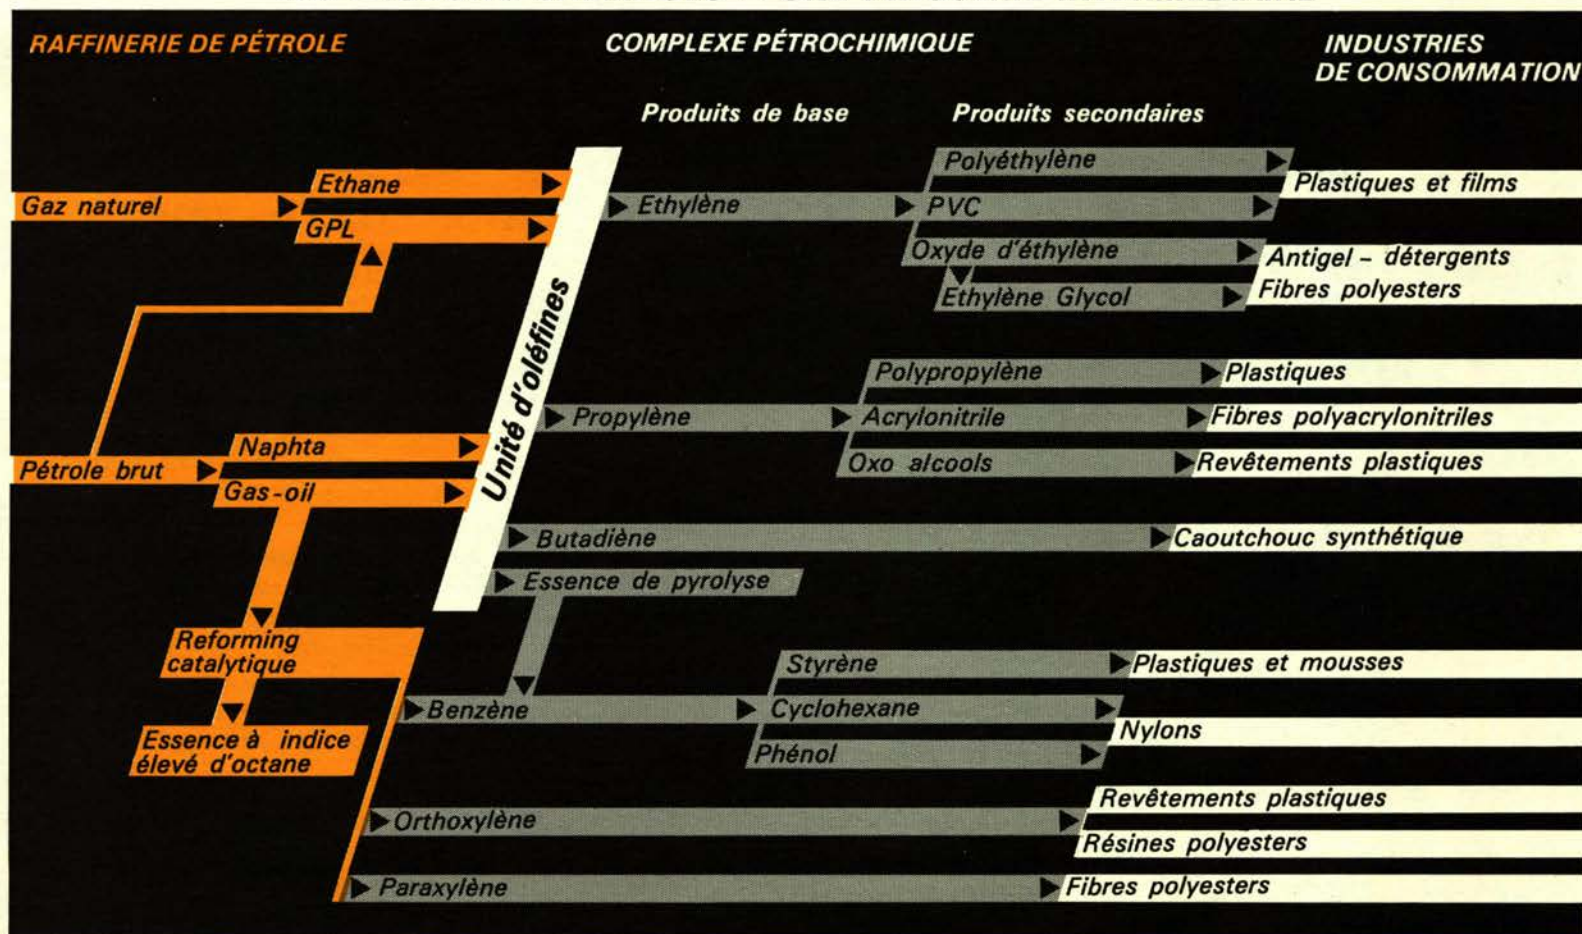 RAFFINERIE DE PÉTROLE
COMPLEXE PÉTROCHIMIQUE
INDUSTRIES
DE CONSOMMATION
Produits de base
Produits secondaires
Gaz naturel
Ethane
GPL
Pétrole brut
Naphta
Gas-oil
Reforming
catalytique
Essence à indice
élevé d'octane
Unité d'oléfines
Ethylène
Polyéthylène
PVC
Oxyde d'éthylène
Ethylène Glycol
Plastiques et films
Antigel – détergents
Fibres polyesters
Propylène
Polypropylène
Acrylonitrile
Oxo alcools
Plastiques
Fibres polyacrylonitriles
Revêtements plastiques
Butadiène
Caoutchouc synthétique
Essence de pyrolyse
Benzène
Styrène
Cyclohexane
Phénol
Plastiques et mousses
Nylons
Orthoxylène
Revêtements plastiques
Résines polyesters
Paraxylène
Fibres polyesters